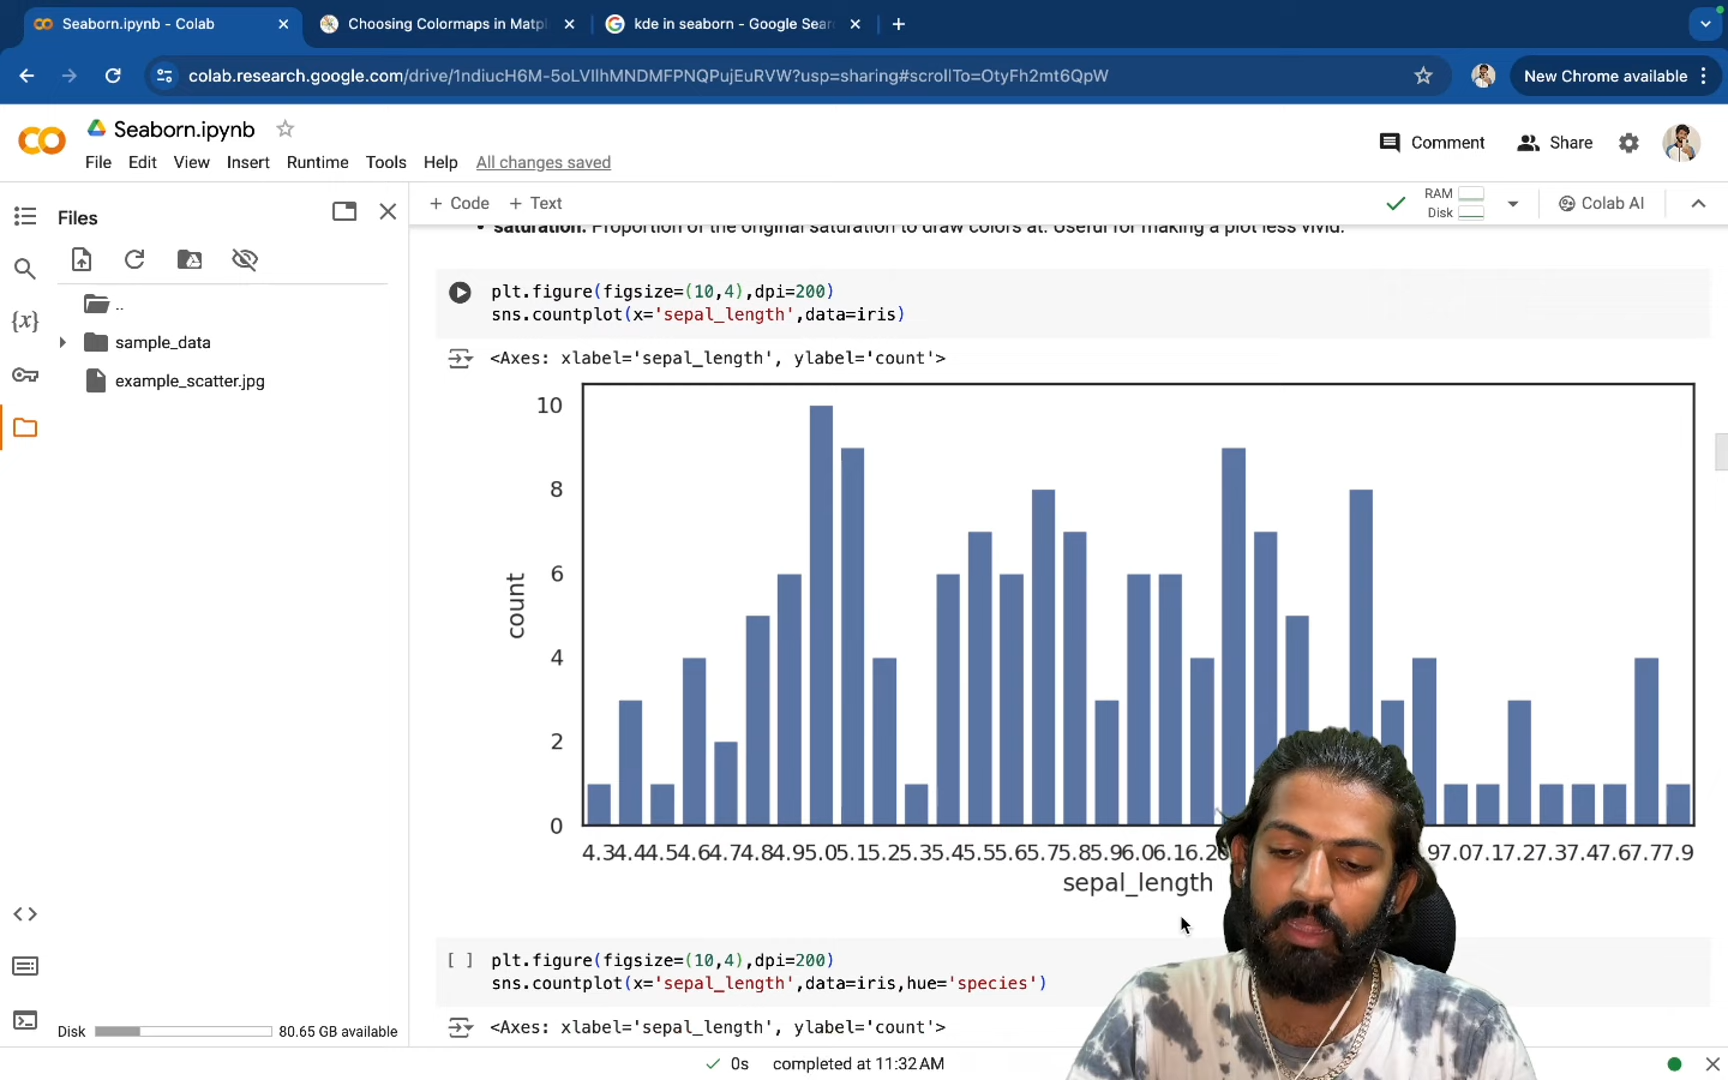 Seaborn.ipynb - Colab
Choosing Colormaps in Matpl
kde in seaborn - Google Sear
colab.research.google.com/drive/1ndiucH6M-5oLVIlhMNDMFPNQPujEuRVW?usp=sharing#scrollTo=OtyFh2mt6QpW
New Chrome available
Seaborn.ipynb
Comment
Share
File Edit View Insert Runtime Tools Help All changes saved
Files
+ Code + Text
RAM
Disk
Colab AI
saturation: Proportion of the original saturation to draw colors at. Useful for making a plot less vivid.
..
sample_data
example_scatter.jpg
{x}
plt.figure(figsize=(10,4),dpi=200)
sns.countplot(x='sepal_length',data=iris)
<Axes: xlabel='sepal_length', ylabel='count'>
10
8
6
4
2
0
count
4.34.44.54.64.74.84.95.05.15.25.35.45.55.65.75.85.96.06.16.2
97.07.17.27.37.47.67.77.9
sepal_length
[ ] plt.figure(figsize=(10,4),dpi=200)
sns.countplot(x='sepal_length',data=iris,hue='species')
<Axes: xlabel='sepal_length', ylabel='count'>
Disk 80.65 GB available
0s completed at 11:32 AM